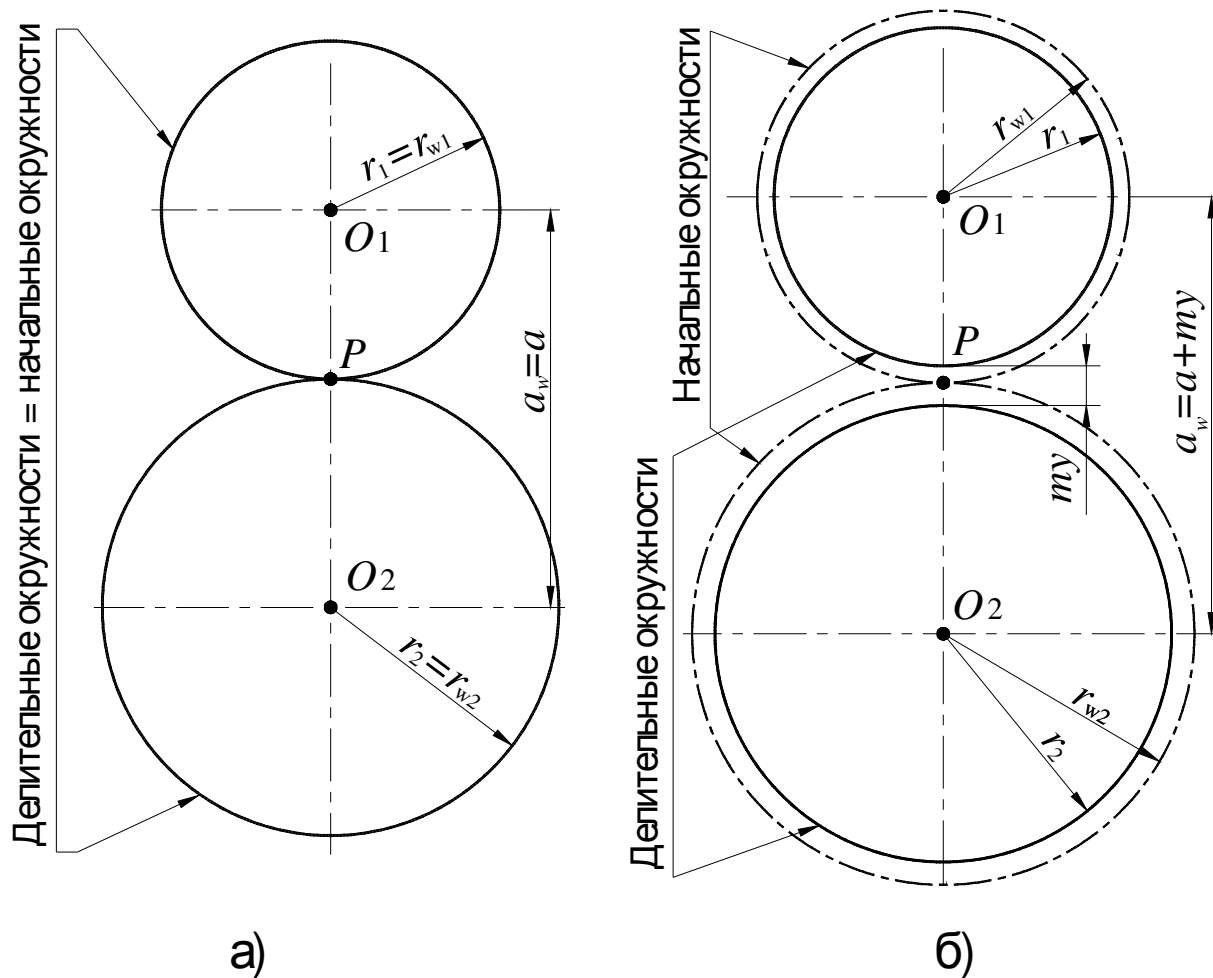 Делительные окружности = начальные окружности
r1=rw1
O1
P
aw=a
O2
r2=rw2
а)
Начальные окружности
Делительные окружности
rw1
r1
O1
P
my
aw=a+my
O2
rw2
r2
б)